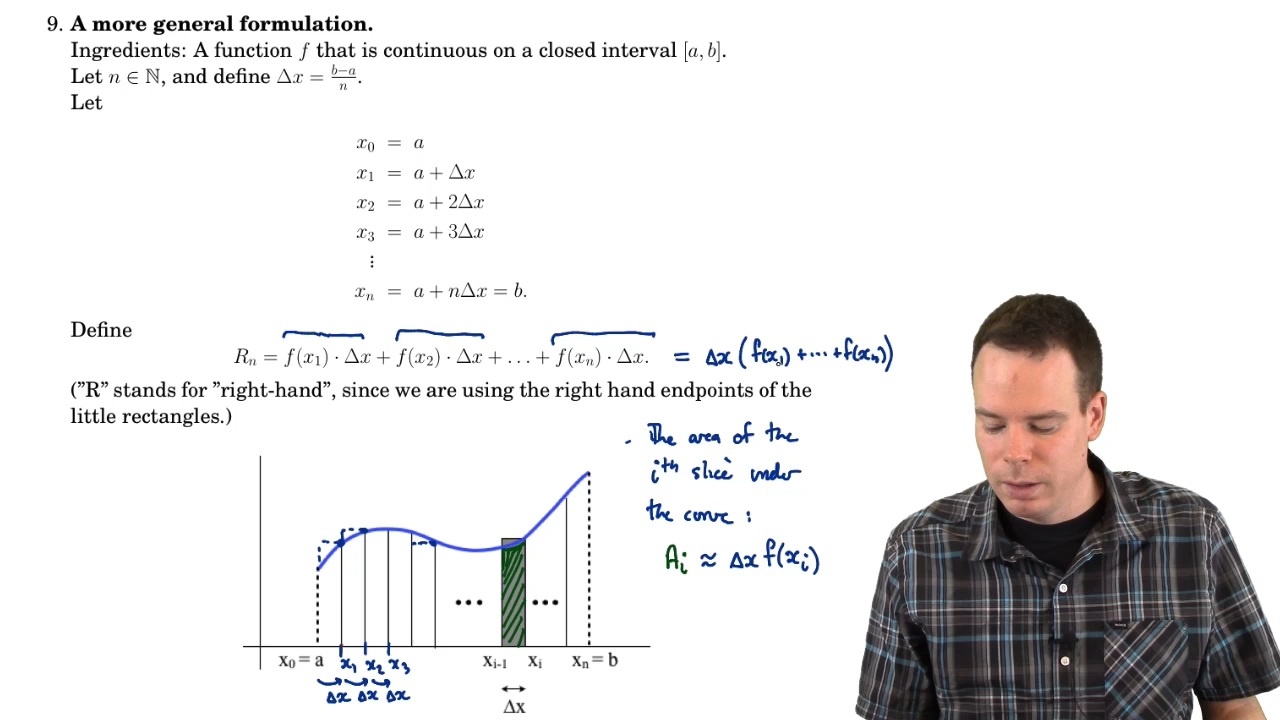 9. A more general formulation.
Ingredients: A function f that is continuous on a closed interval [a, b].
Let n ∈ ℕ, and define Δx = (b−a)/n.
Let
x₀ = a
x₁ = a + Δx
x₂ = a + 2Δx
x₃ = a + 3Δx
⋮
xₙ = a + nΔx = b.
Define
Rₙ = f(x₁) · Δx + f(x₂) · Δx + . . . + f(xₙ) · Δx. = Δx (f(x₁) + ··· + f(xₙ))
("R" stands for "right-hand", since we are using the right hand endpoints of the
little rectangles.)
. The area of the
iᵗʰ slice under
the curve :
Aᵢ ≈ Δx f(xᵢ)
••• •••
x₀ = a x₁ x₂ x₃ xᵢ₋₁ xᵢ xₙ = b
Δx Δx Δx
Δx